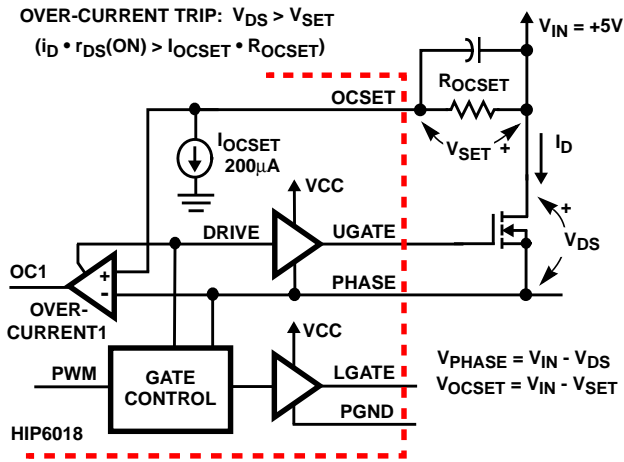 OVER-CURRENT TRIP: VDS > VSET
(iD • rDS(ON) > IOCSET • ROCSET)
VIN = +5V
OCSET
ROCSET
VSET +
IOCSET
200μA
ID
VCC
DRIVE
UGATE
+
VDS
OC1
+
-
PHASE
OVER-
CURRENT1
VCC
PWM
GATE
CONTROL
LGATE
PGND
VPHASE = VIN - VDS
VOCSET = VIN - VSET
HIP6018